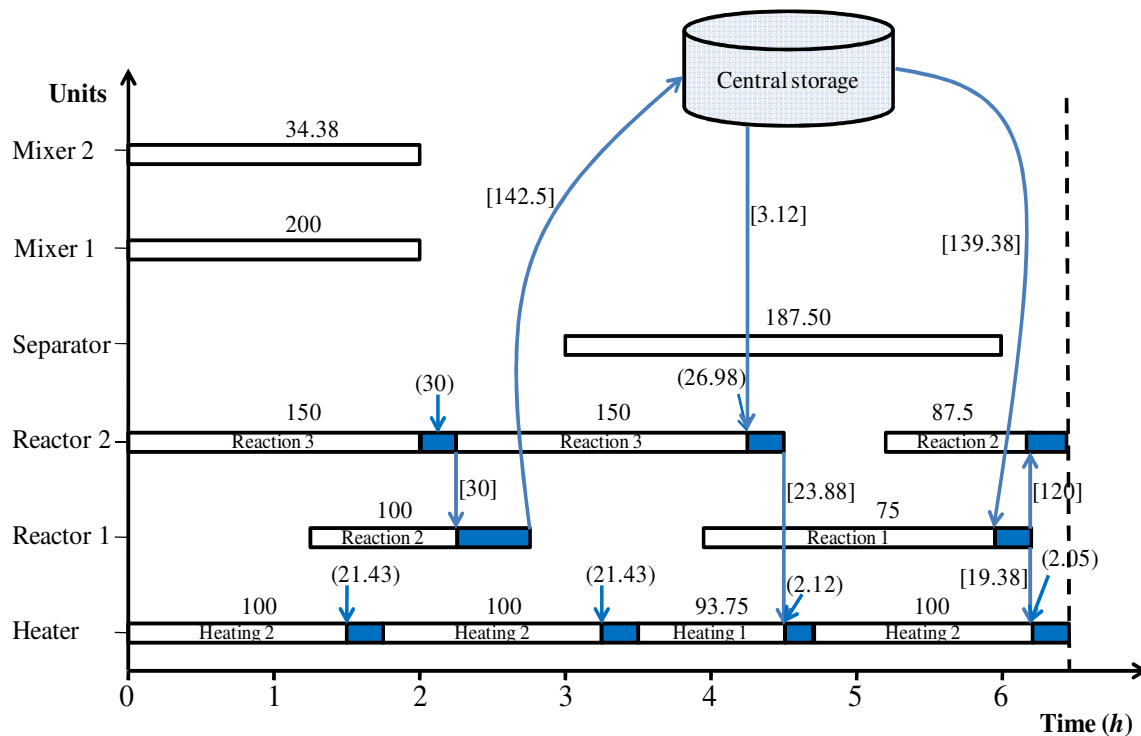 Central storage
Units
34.38
Mixer 2
[142.5]
[3.12]
200
[139.38]
Mixer 1
187.50
Separator
(30)
(26.98)
150
150
87.5
Reactor 2
Reaction 3
Reaction 3
Reaction 2
[30]
[23.88]
[120]
100
75
Reactor 1
Reaction 2
Reaction 1
(21.43)
(21.43)
(2.12)
[19.38]
(2.05)
100
100
93.75
100
Heater
Heating 2
Heating 2
Heating 1
Heating 2
0 1 2 3 4 5 6
Time (h)